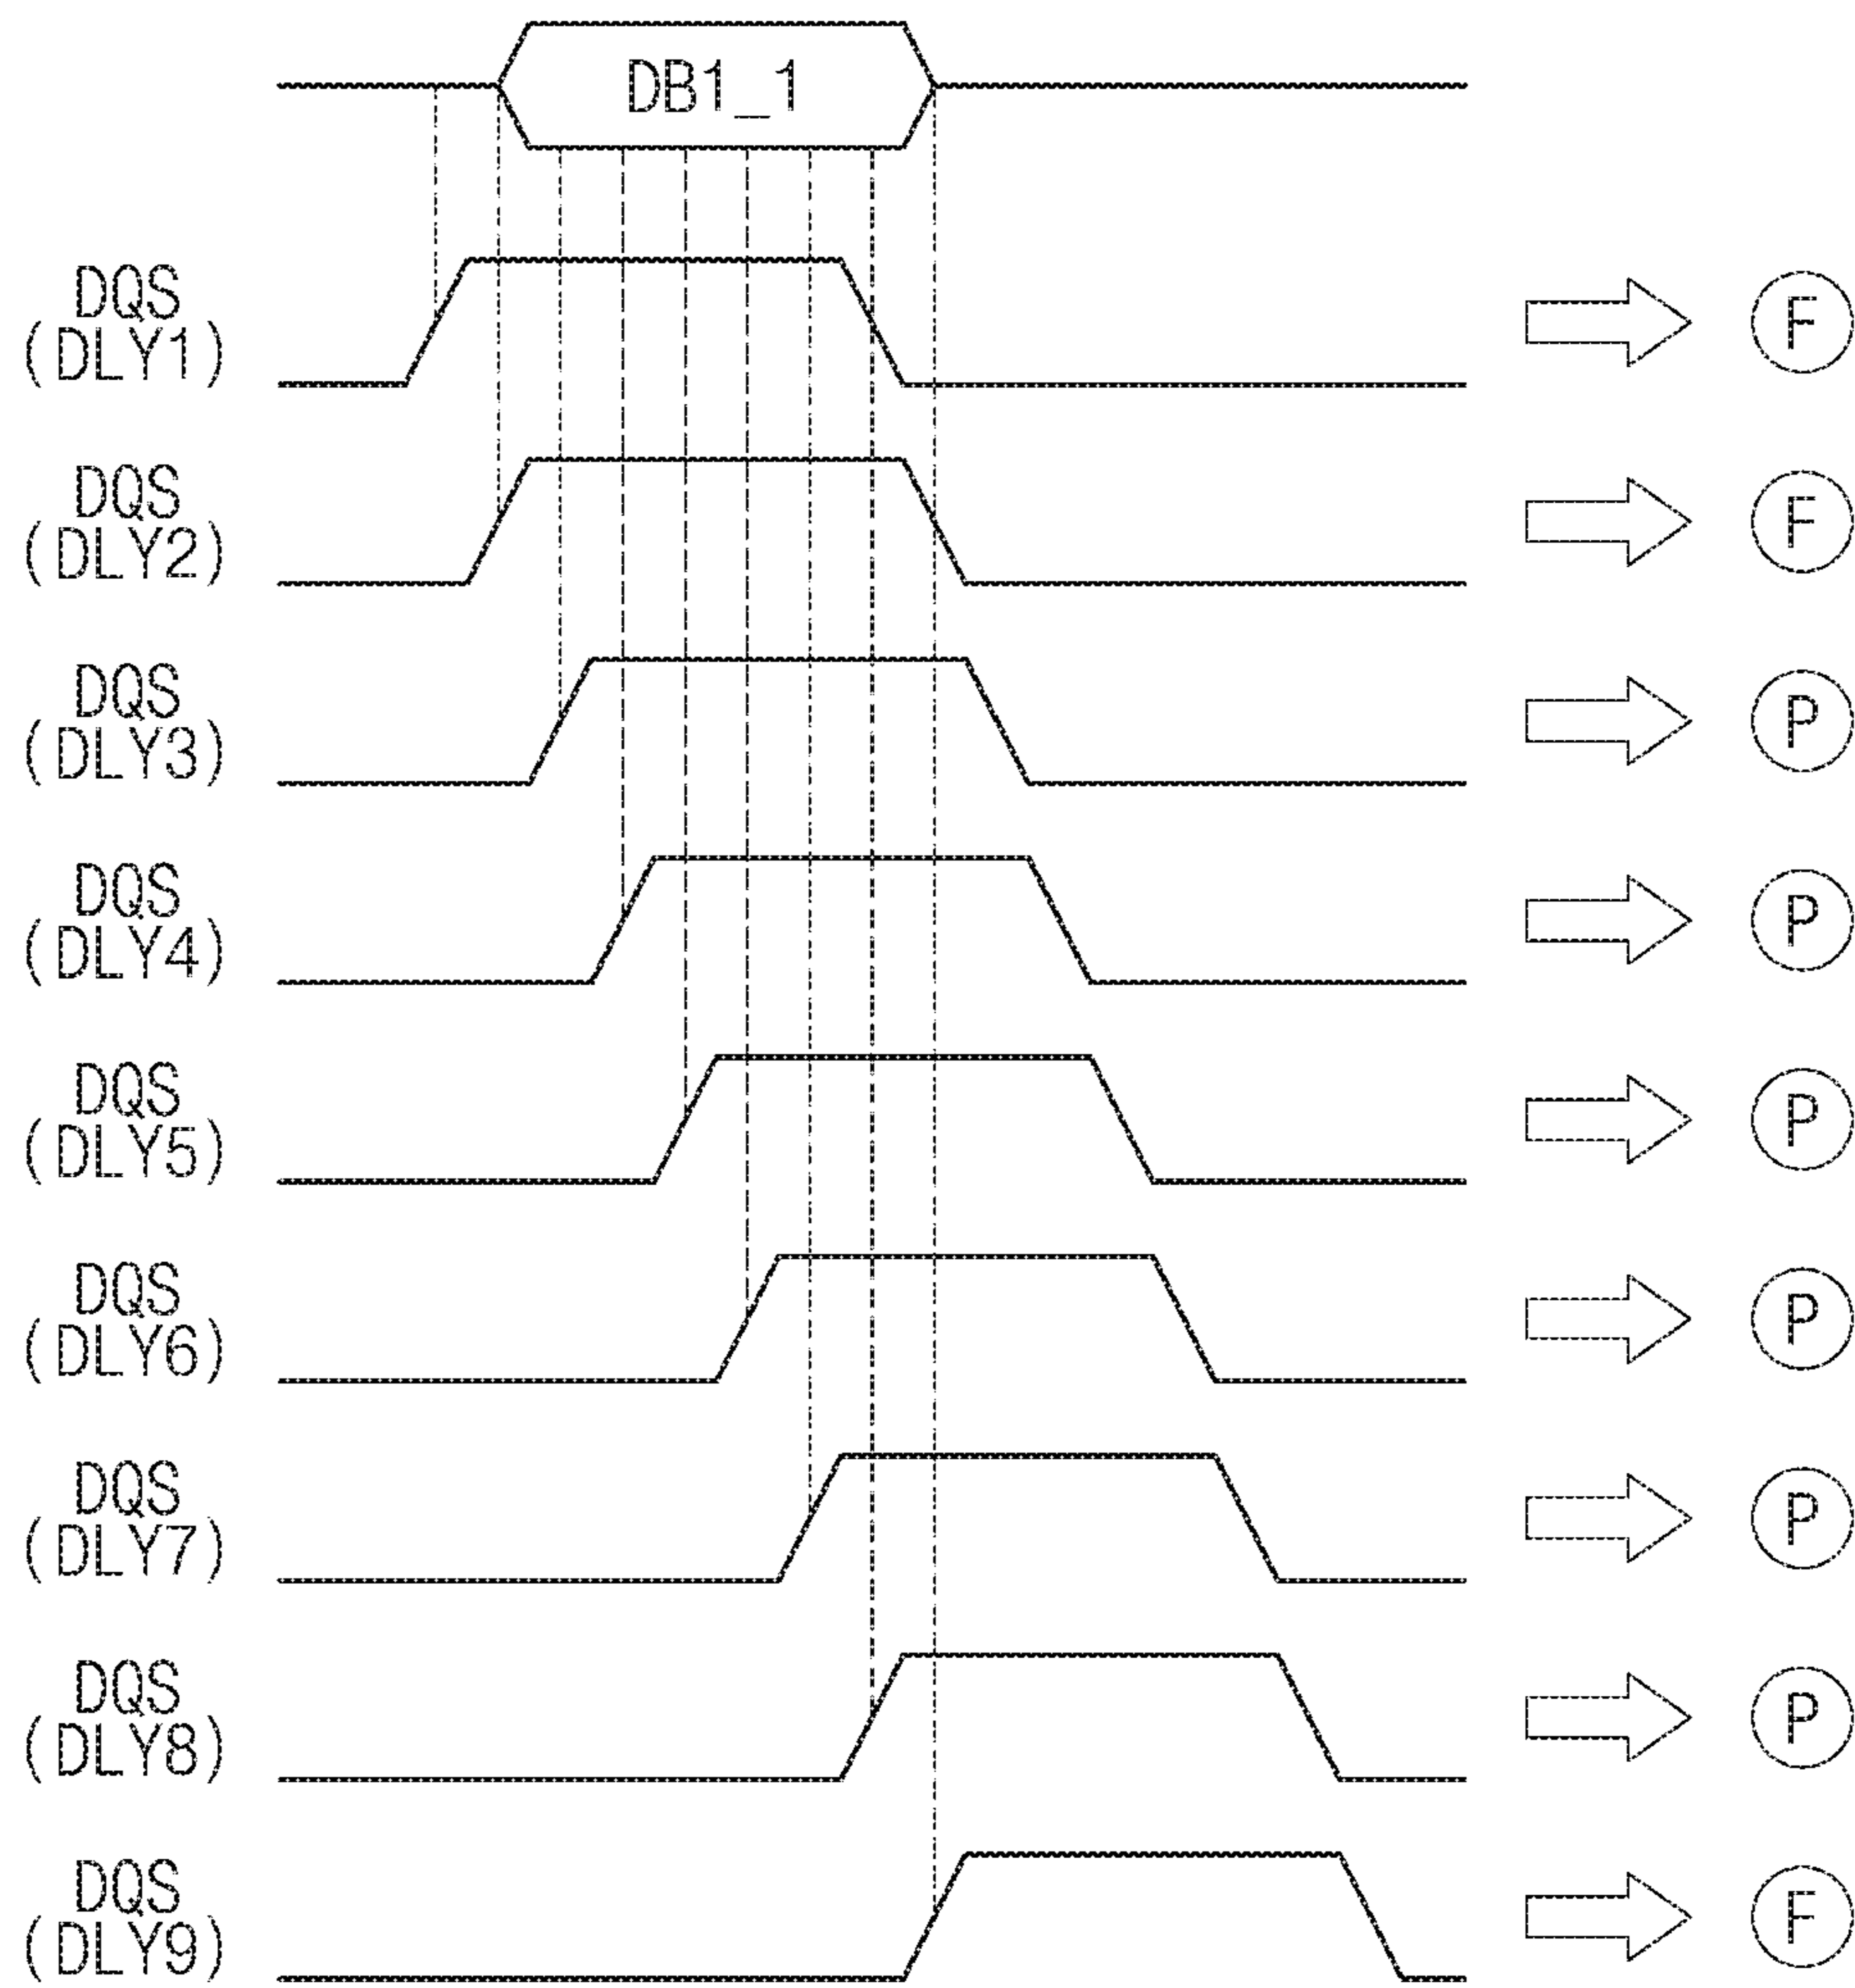 DB1_1
DQS
(DLY1)
F
DQS
(DLY2)
F
DQS
(DLY3)
P
DQS
(DLY4)
P
DQS
(DLY5)
P
DQS
(DLY6)
P
DQS
(DLY7)
P
DQS
(DLY8)
P
DQS
(DLY9)
F